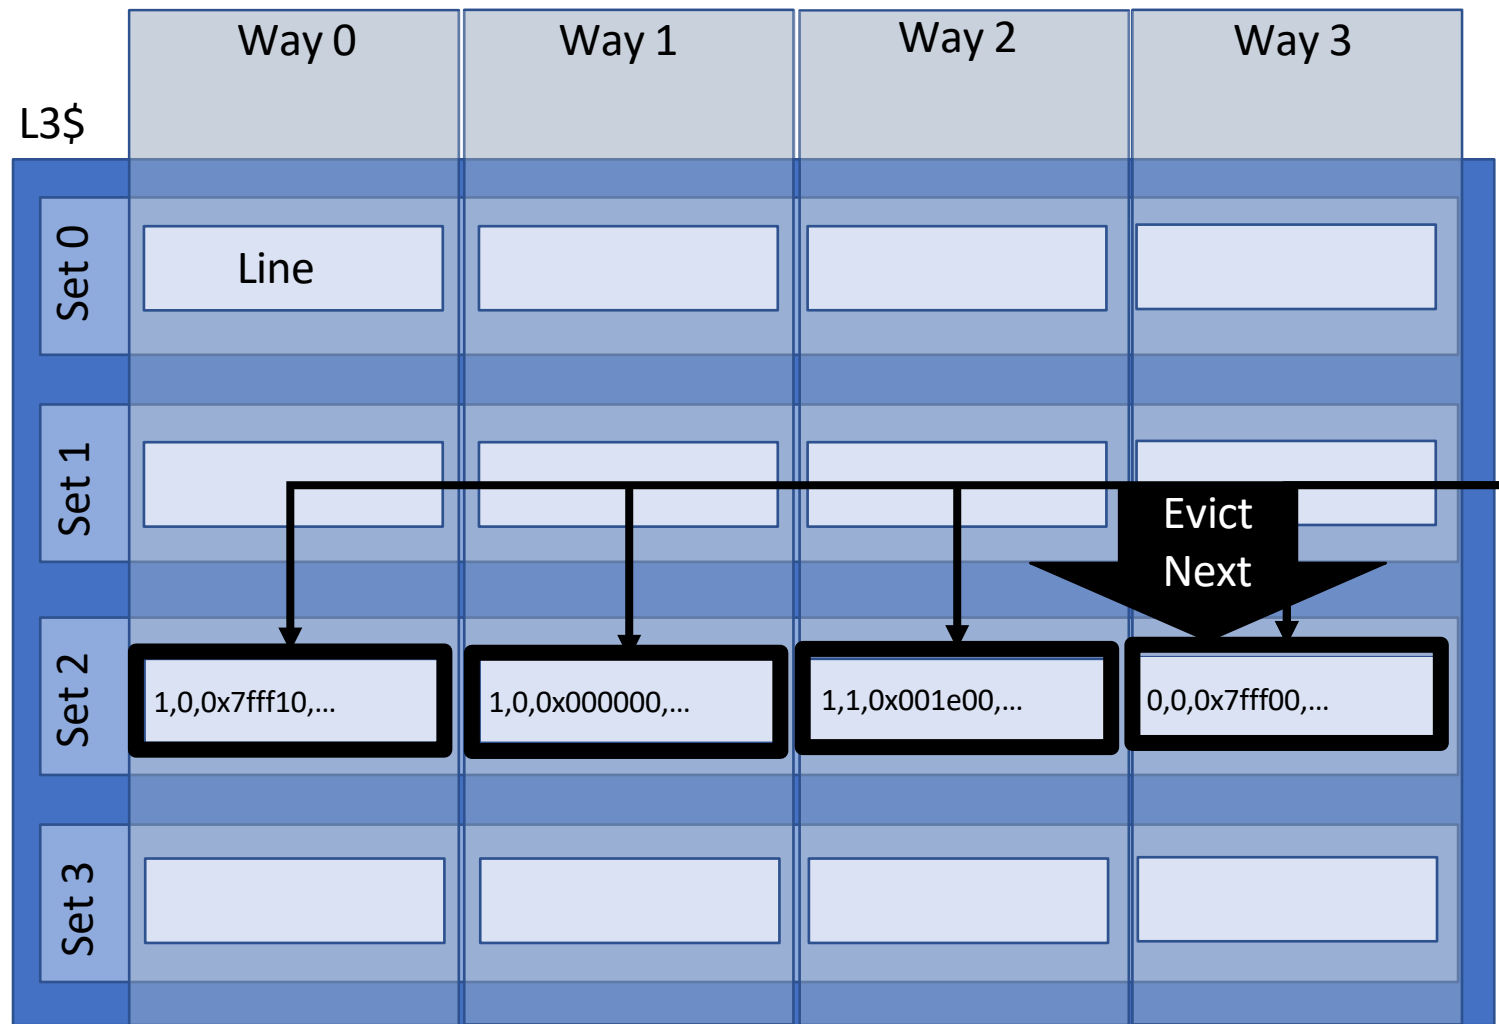 Way 0
Way 1
Way 2
Way 3
L3$
Set 0
Line
Set 1
Evict
Next
Set 2
1,0,0x7fff10,...
1,0,0x000000,...
1,1,0x001e00,...
0,0,0x7fff00,...
Set 3